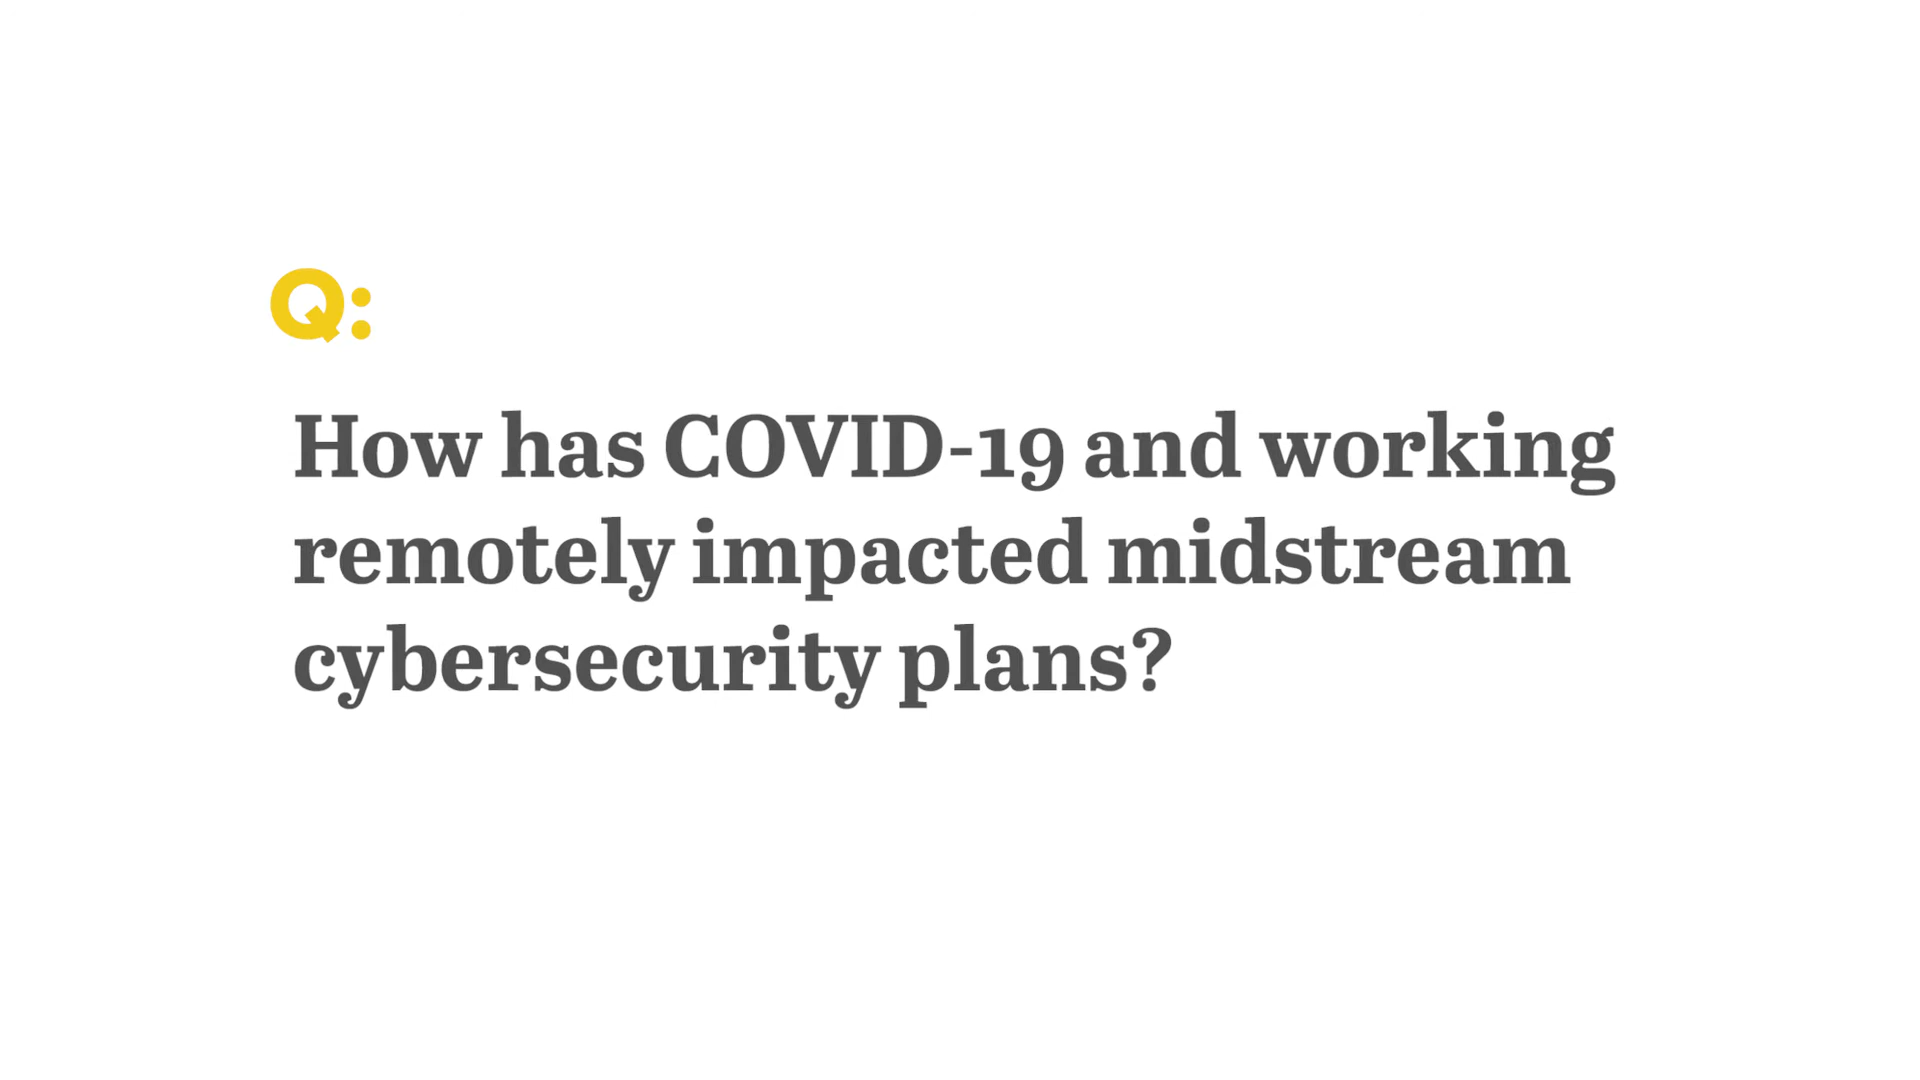 Q:
How has COVID-19 and working
remotely impacted midstream
cybersecurity plans?